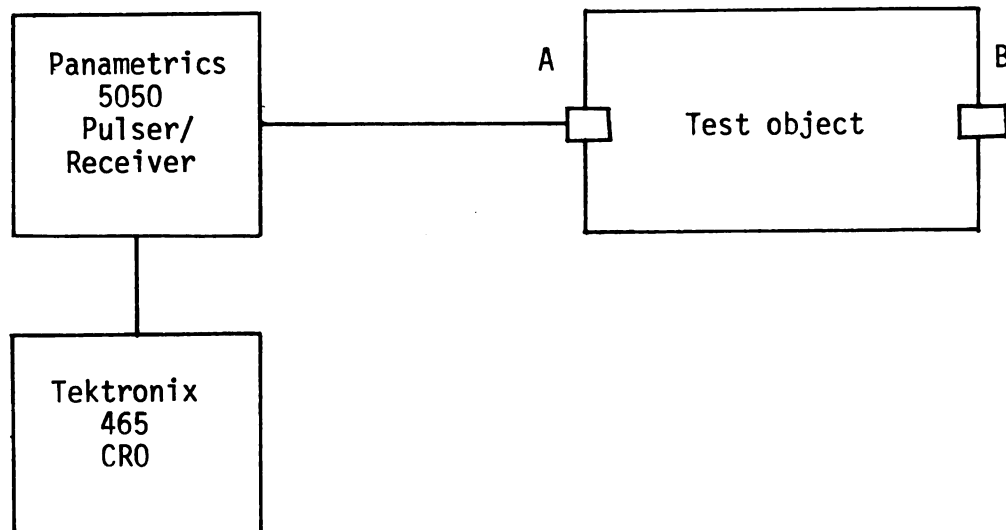 Panametrics
5050
Pulser/
Receiver
A
Test object
B
Tektronix
465
CRO